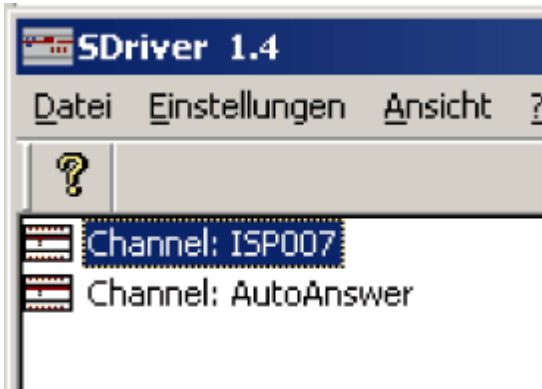 SDriver 1.4
Datei Einstellungen Ansicht ?
?
Channel: ISP007
Channel: AutoAnswer